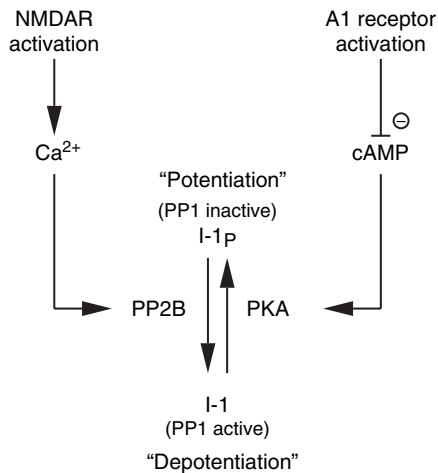 NMDAR
activation
A1 receptor
activation
⊖
Ca²⁺
cAMP
“Potentiation”
(PP1 inactive)
I-1P
PP2B
PKA
I-1
(PP1 active)
“Depotentiation”